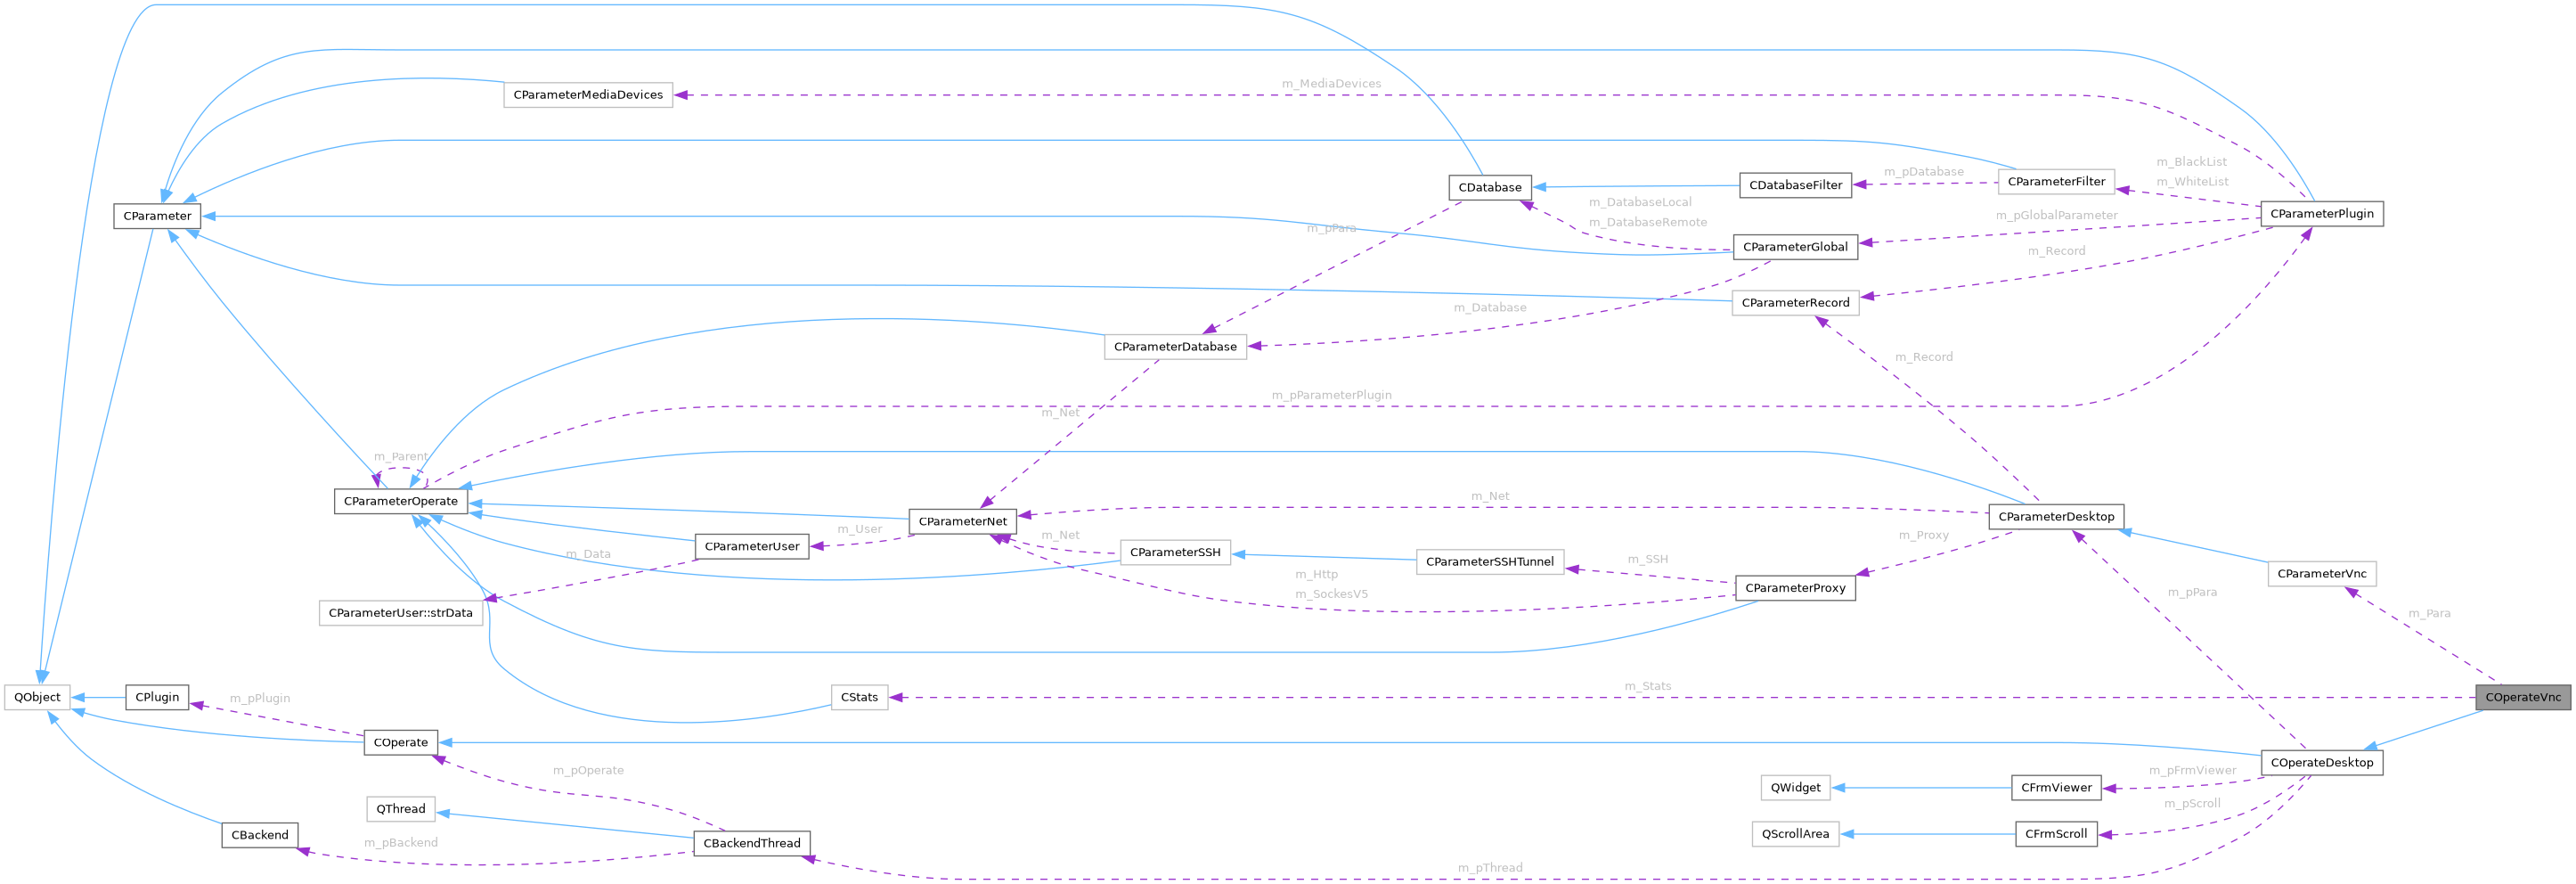 m_MediaDevices
CParameterMediaDevices
m_BlackList
m_WhiteList
m_pDatabase
CParameterFilter
CDatabase
CDatabaseFilter
m_DatabaseLocal
m_DatabaseRemote
CParameter
CParameterPlugin
m_pGlobalParameter
m_pPara
CParameterGlobal
m_Record
CParameterRecord
m_Database
CParameterDatabase
m_Record
m_pParameterPlugin
m_Net
m_Parent
CParameterOperate
m_Net
CParameterNet
CParameterDesktop
m_User
m_Net
m_Proxy
CParameterUser
m_Data
CParameterSSH
CParameterSSHTunnel
m_SSH
m_Http
m_SockesV5
CParameterProxy
CParameterVnc
m_pPara
m_Para
CParameterUser::strData
m_Stats
QObject
CPlugin
m_pPlugin
CStats
COperateVnc
COperate
COperateDesktop
m_pOperate
m_pFrmViewer
QWidget
CFrmViewer
QThread
m_pScroll
CBackend
m_pBackend
CBackendThread
QScrollArea
CFrmScroll
m_pThread